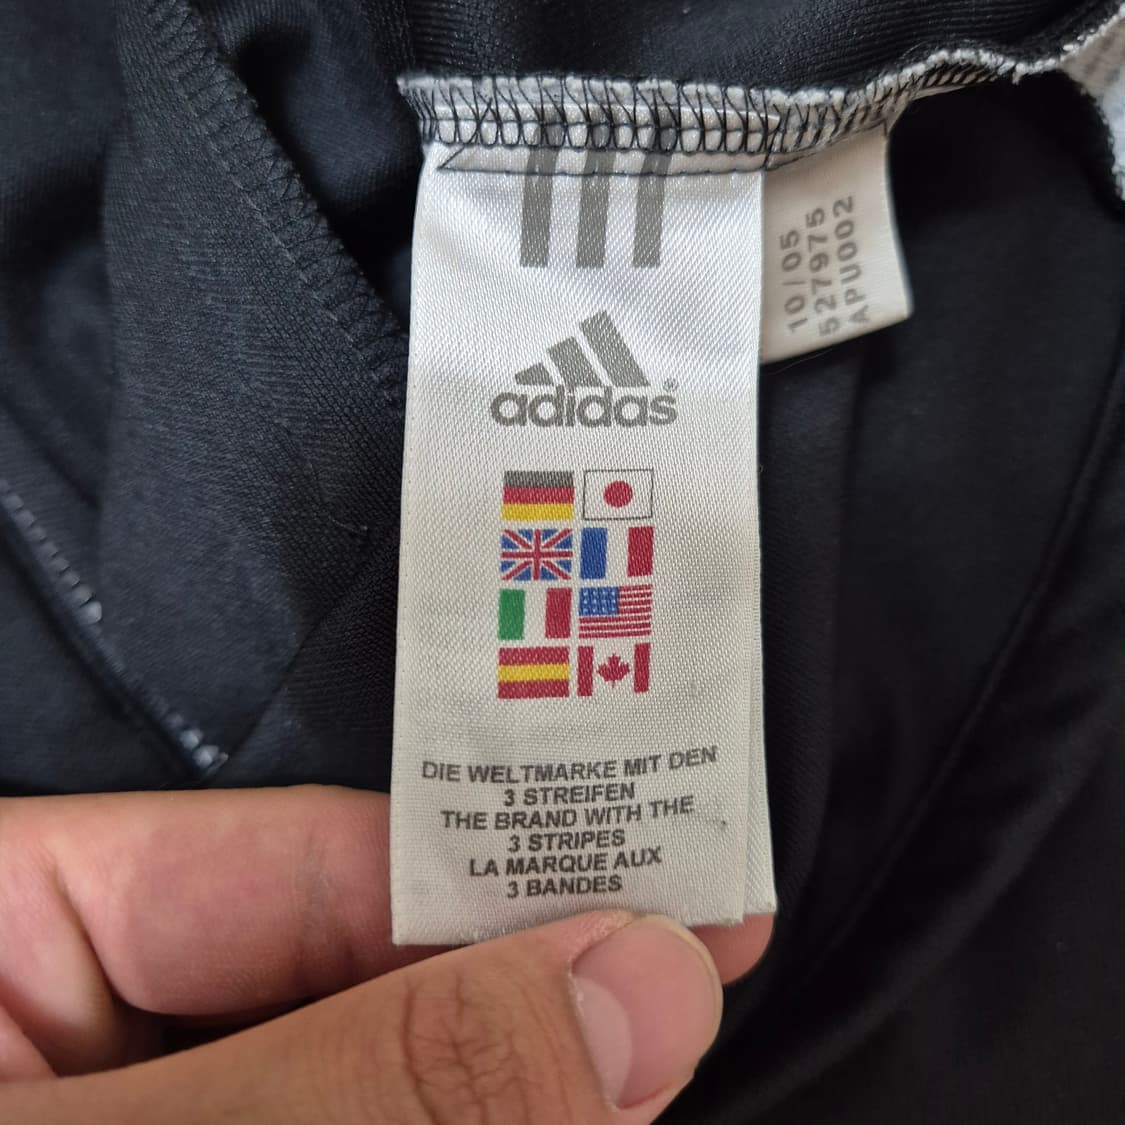 adidas®
DIE WELTMARKE MIT DEN
3 STREIFEN
THE BRAND WITH THE
3 STRIPES
LA MARQUE AUX
3 BANDES
10/05
527975
APU002